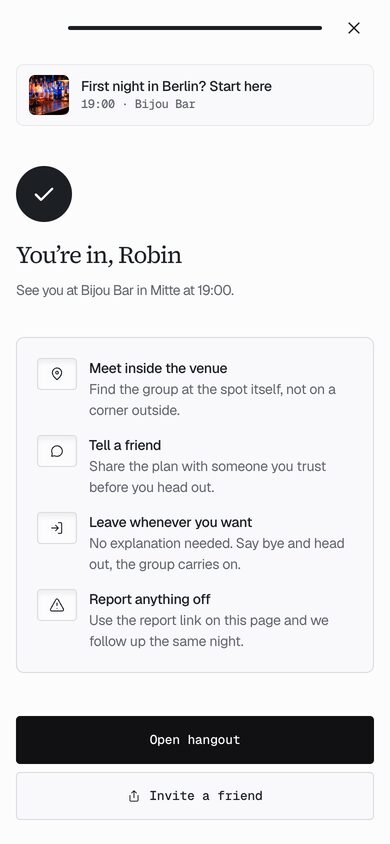 First night in Berlin? Start here
19:00 · Bijou Bar
You’re in, Robin
See you at Bijou Bar in Mitte at 19:00.
Meet inside the venue
Find the group at the spot itself, not on a
corner outside.
Tell a friend
Share the plan with someone you trust
before you head out.
Leave whenever you want
No explanation needed. Say bye and head
out, the group carries on.
Report anything off
Use the report link on this page and we
follow up the same night.
Open hangout
Invite a friend